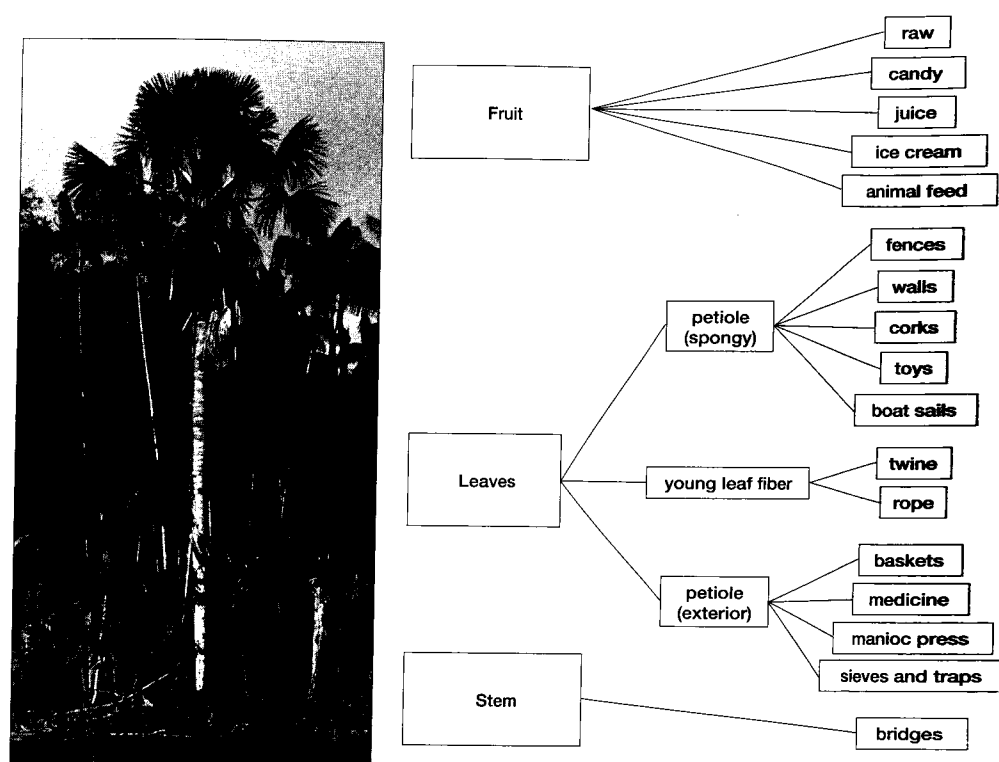 Fruit
raw
candy
juice
ice cream
animal feed
Leaves
petiole
(spongy)
fences
walls
corks
toys
boat sails
young leaf fiber
twine
rope
petiole
(exterior)
baskets
medicine
manioc press
sieves and traps
Stem
bridges